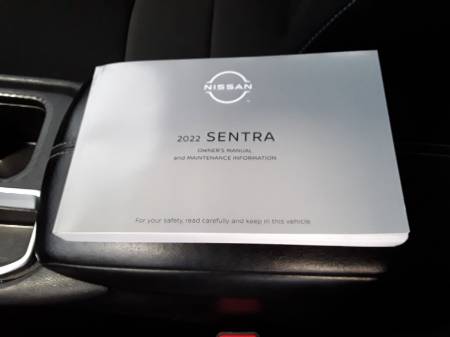 NISSAN
2022 SENTRA
OWNER'S MANUAL
and MAINTENANCE INFORMATION
For your safety, read carefully and keep in this vehicle.